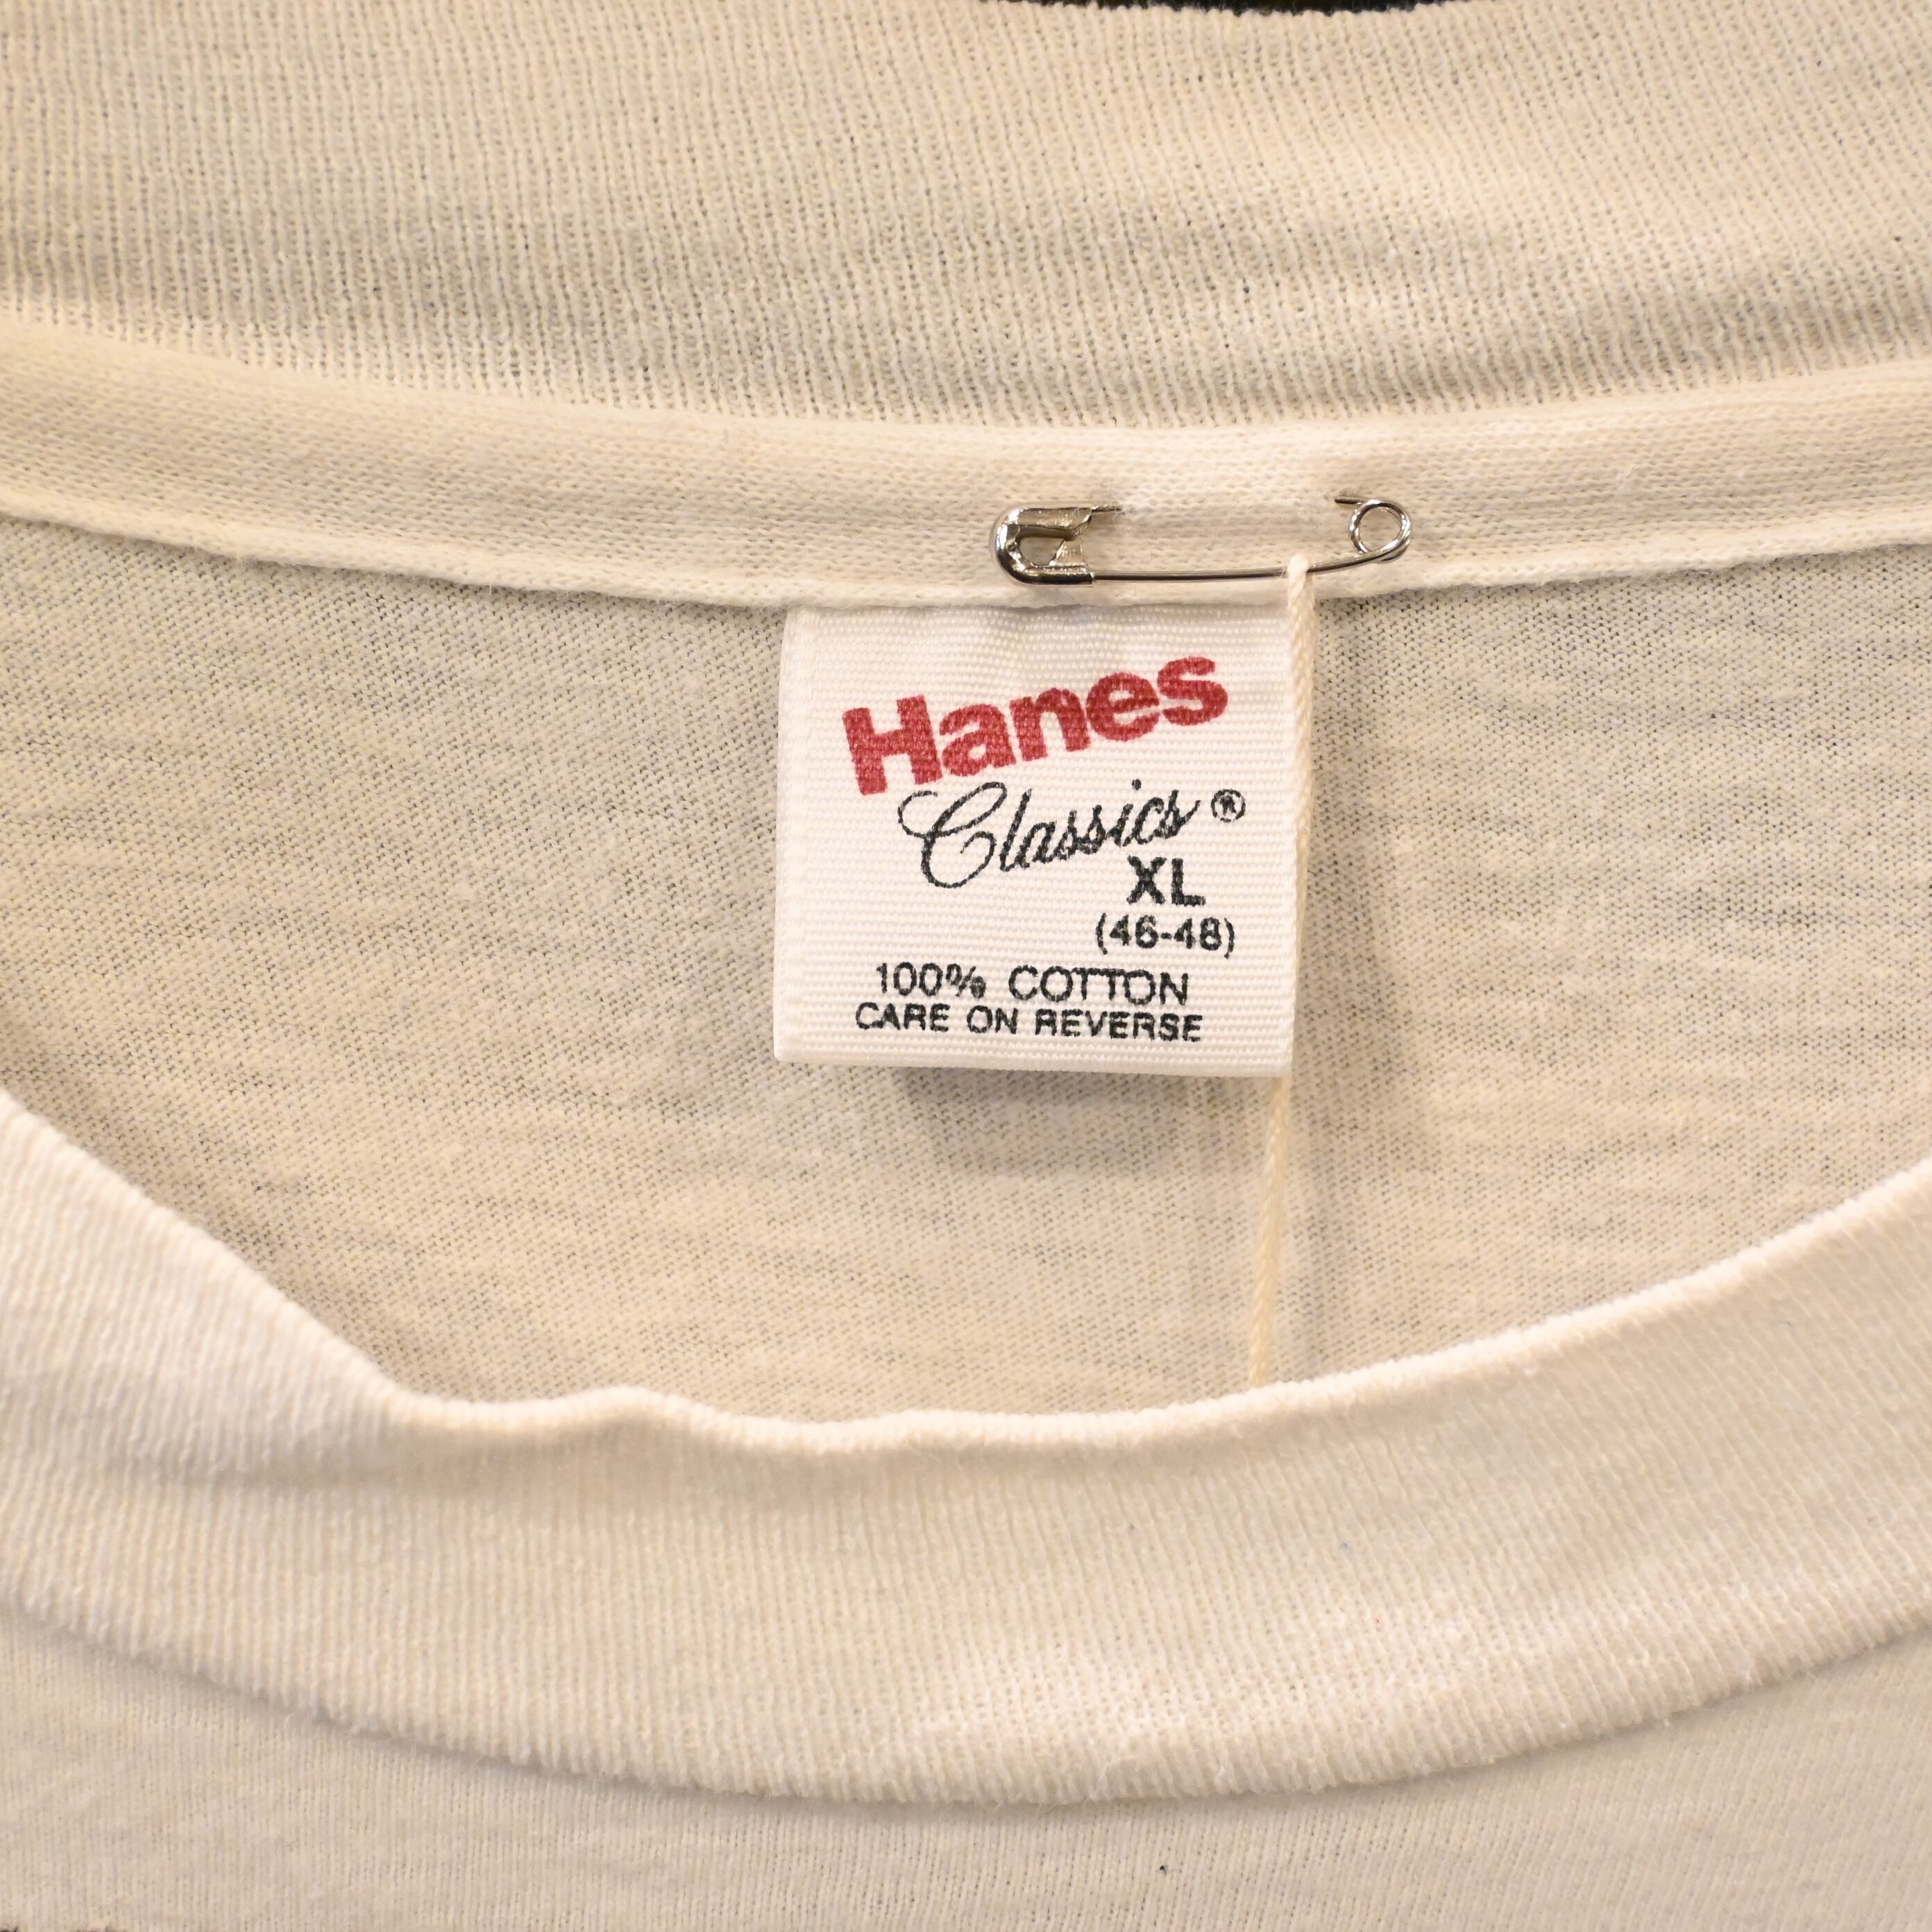 Hanes
Classics®
XL
(46-48)
100% COTTON
CARE ON REVERSE